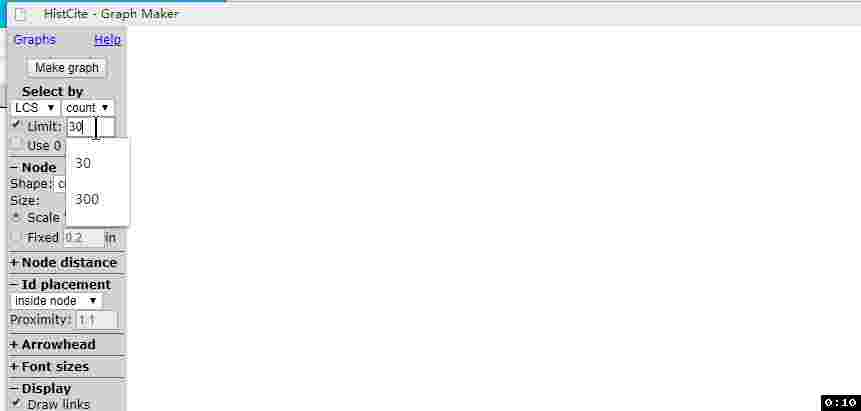 HistCite - Graph Maker
Graphs Help
Make graph
Select by
LCS count
Limit: 30
Use 0
30
300
− Node
Shape: c
Size:
Scale
Fixed 0.2 in
+ Node distance
− Id placement
inside node
Proximity: 1.1
+ Arrowhead
+ Font sizes
− Display
Draw links
0:10